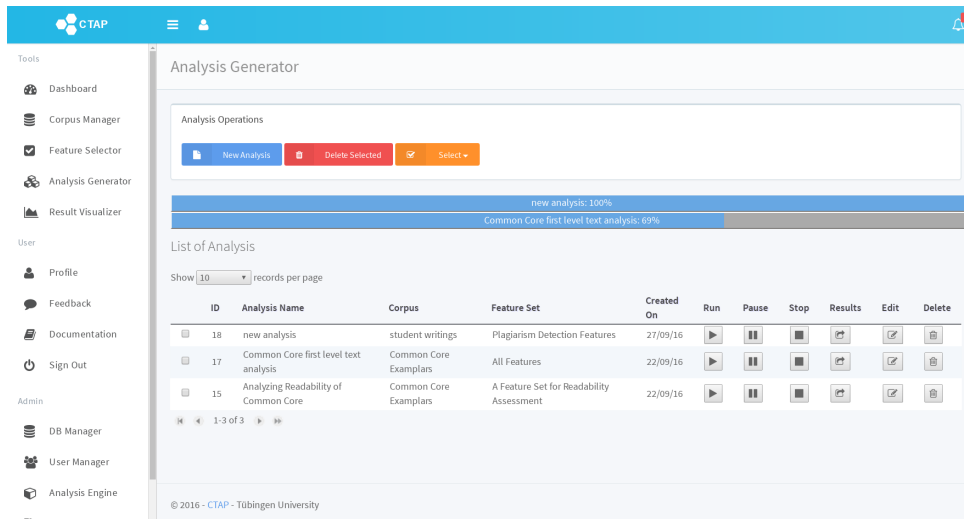 CTAP
Tools
Dashboard
Corpus Manager
Feature Selector
Analysis Generator
Result Visualizer
User
Profile
Feedback
Documentation
Sign Out
Admin
DB Manager
User Manager
Analysis Engine
Analysis Generator
Analysis Operations
New Analysis Delete Selected Select
new analysis: 100%
Common Core first level text analysis: 69%
List of Analysis
Show 10 records per page
ID Analysis Name Corpus Feature Set Created On Run Pause Stop Results Edit Delete
18 new analysis student writings Plagiarism Detection Features 27/09/16
17 Common Core first level text analysis Common Core Examplars All Features 22/09/16
15 Analyzing Readability of Common Core Common Core Examplars A Feature Set for Readability Assessment 22/09/16
1-3 of 3
© 2016 - CTAP - Tübingen University